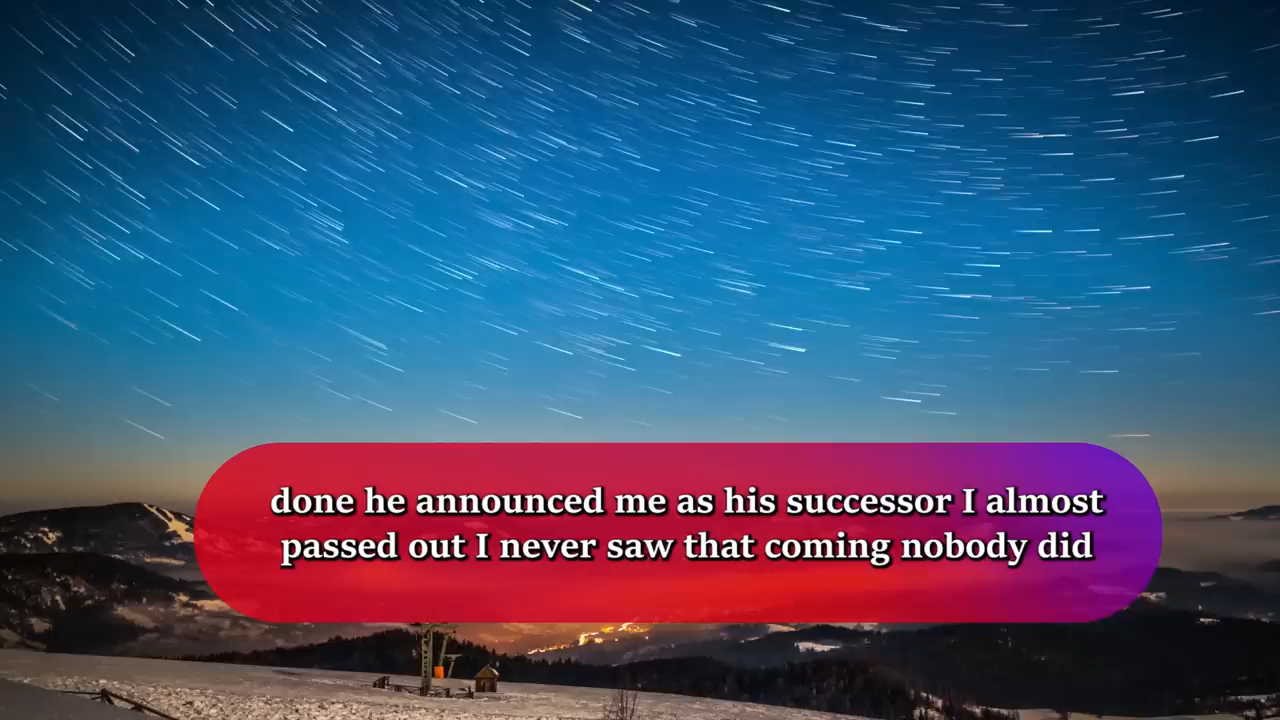 done he announced me as his successor I almost
passed out I never saw that coming nobody did